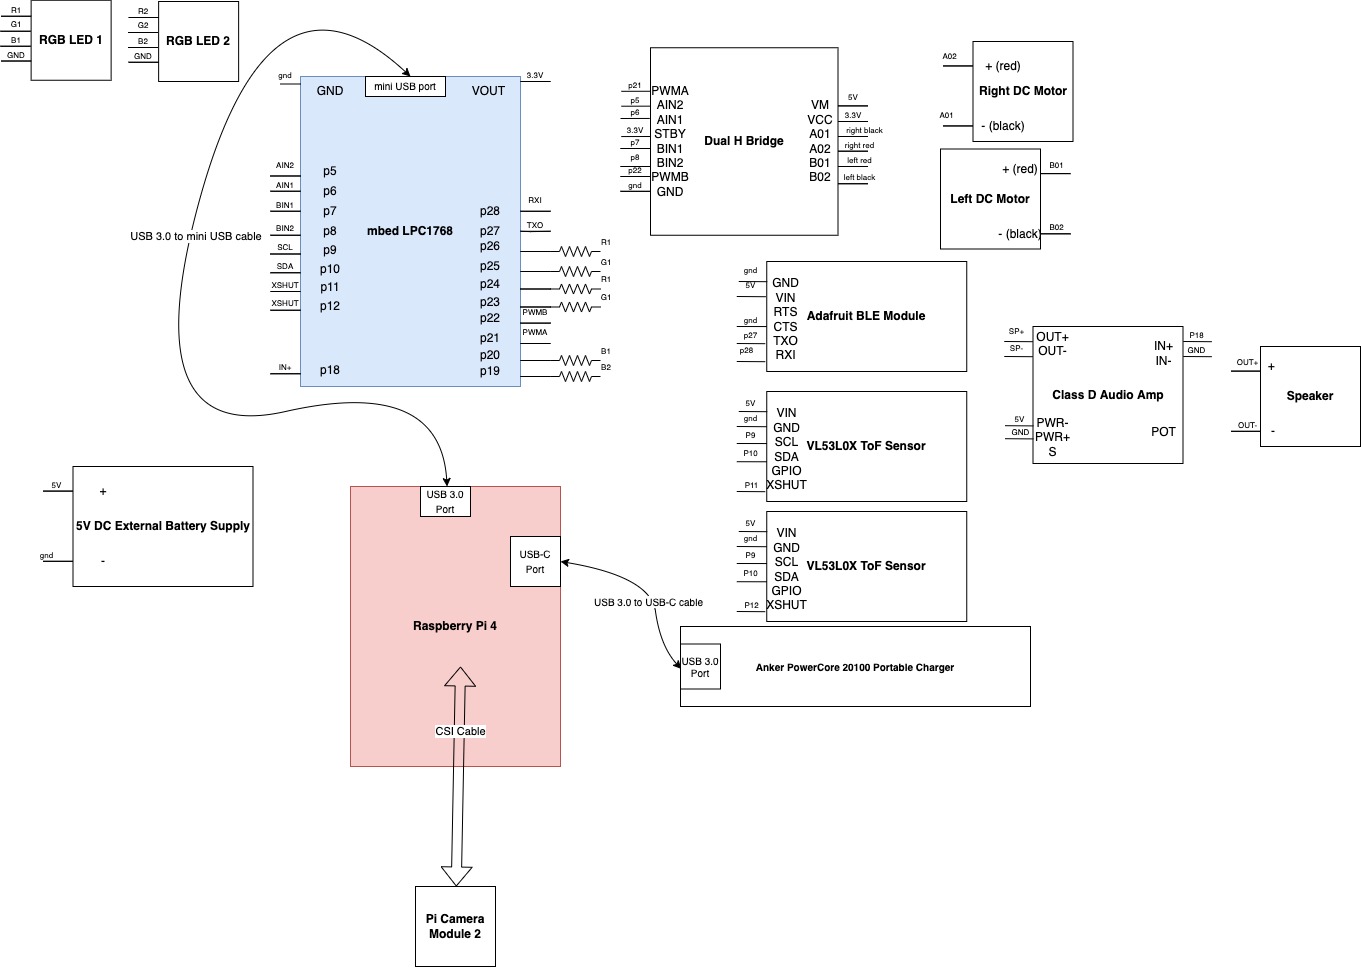 R1
G1
B1
GND
RGB LED 1
R2
G2
B2
GND
RGB LED 2
gnd
GND
mini USB port
VOUT
3.3V
AIN2
p5
AIN1
p6
BIN1
p7
BIN2
p8
SCL
p9
SDA
p10
XSHUT
p11
XSHUT
p12
IN+
p18
mbed LPC1768
p28
RXI
p27
TXO
p26
R1
p25
G1
p24
R1
p23
G1
p22
PWMB
p21
PWMA
p20
B1
p19
B2
USB 3.0 to mini USB cable
p21
PWMA
p5
AIN2
p6
AIN1
3.3V
STBY
p7
BIN1
p8
BIN2
p22
PWMB
gnd
GND
Dual H Bridge
VM
5V
VCC
3.3V
A01
right black
A02
right red
B01
left red
B02
left black
A02
+ (red)
Right DC Motor
A01
- (black)
+ (red)
B01
Left DC Motor
- (black)
B02
gnd
GND
5V
VIN
RTS
gnd
CTS
p27
TXO
p28
RXI
Adafruit BLE Module
5V
VIN
gnd
GND
P9
SCL
P10
SDA
GPIO
P11
XSHUT
VL53L0X ToF Sensor
5V
VIN
gnd
GND
P9
SCL
P10
SDA
GPIO
P12
XSHUT
VL53L0X ToF Sensor
SP+
OUT+
SP-
OUT-
IN+
P18
IN-
GND
Class D Audio Amp
5V
PWR-
GND
PWR+
S
POT
OUT+
+
Speaker
OUT-
-
5V
+
5V DC External Battery Supply
gnd
-
USB 3.0
Port
USB-C
Port
Raspberry Pi 4
USB 3.0 to USB-C cable
USB 3.0
Port
Anker PowerCore 20100 Portable Charger
CSI Cable
Pi Camera
Module 2